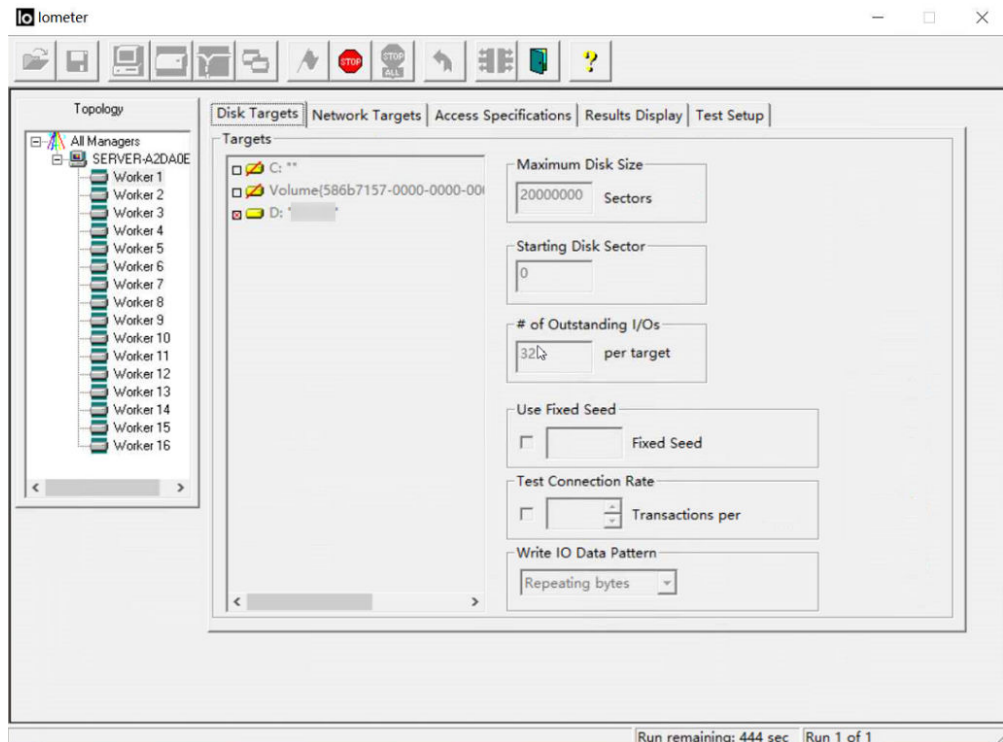 Io Iometer
STOP
STOP ALL
?
Topology
All Managers
SERVER-A2DA0E
Worker 1
Worker 2
Worker 3
Worker 4
Worker 5
Worker 6
Worker 7
Worker 8
Worker 9
Worker 10
Worker 11
Worker 12
Worker 13
Worker 14
Worker 15
Worker 16
Disk Targets Network Targets Access Specifications Results Display Test Setup
Targets
C: ""
Volume{586b7157-0000-0000-00
D: "
Maximum Disk Size
20000000 Sectors
Starting Disk Sector
0
# of Outstanding I/Os
32 per target
Use Fixed Seed
Fixed Seed
Test Connection Rate
Transactions per
Write IO Data Pattern
Repeating bytes
Run remaining: 444 sec Run 1 of 1